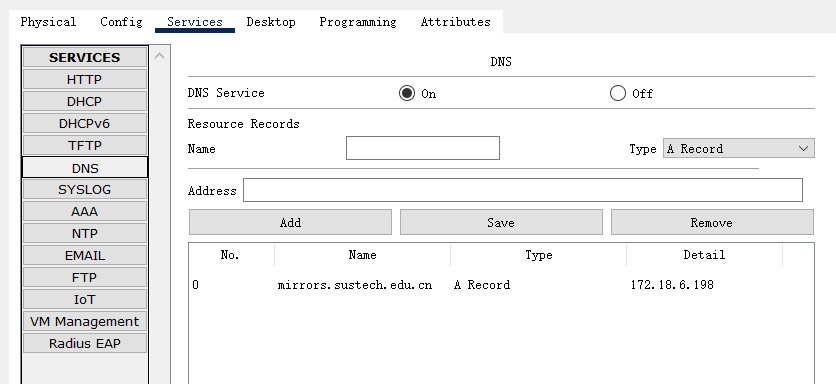 Physical Config Services Desktop Programming Attributes
SERVICES
HTTP
DHCP
DHCPv6
TFTP
DNS
SYSLOG
AAA
NTP
EMAIL
FTP
IoT
VM Management
Radius EAP
DNS
DNS Service On Off
Resource Records
Name Type A Record
Address
Add Save Remove
No. Name Type Detail
0 mirrors.sustech.edu.cn A Record 172.18.6.198